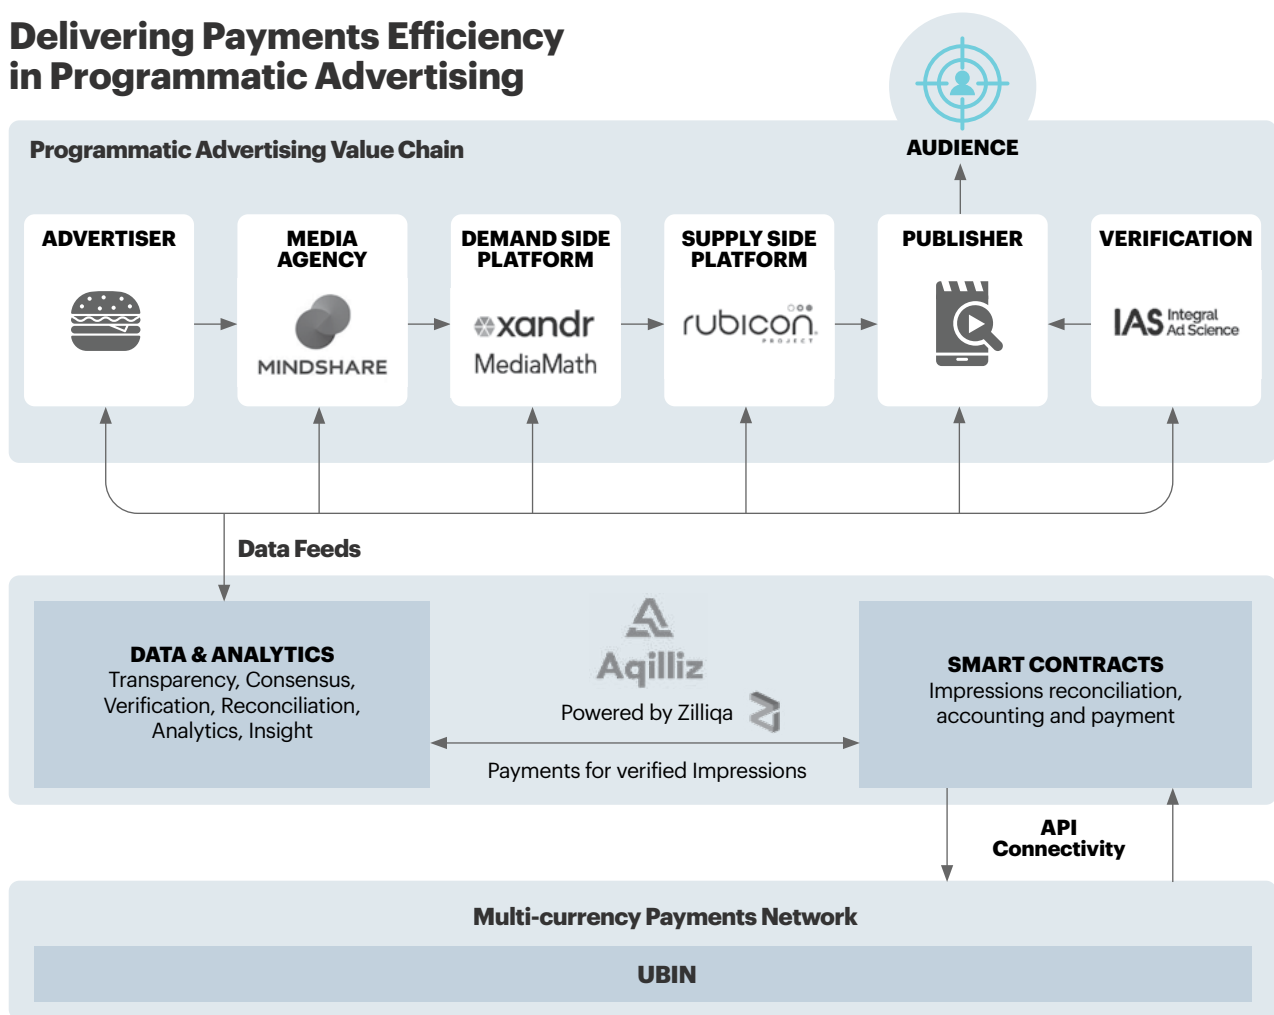 Delivering Payments Efficiency
in Programmatic Advertising
Programmatic Advertising Value Chain
AUDIENCE
ADVERTISER
MEDIA
AGENCY
MINDSHARE
DEMAND SIDE
PLATFORM
xandr
MediaMath
SUPPLY SIDE
PLATFORM
rubicon
PROJECT
PUBLISHER
VERIFICATION
IAS Integral
Ad Science
Data Feeds
DATA & ANALYTICS
Transparency, Consensus,
Verification, Reconciliation,
Analytics, Insight
Aqilliz
Powered by Zilliqa
Payments for verified Impressions
SMART CONTRACTS
Impressions reconciliation,
accounting and payment
API
Connectivity
Multi-currency Payments Network
UBIN